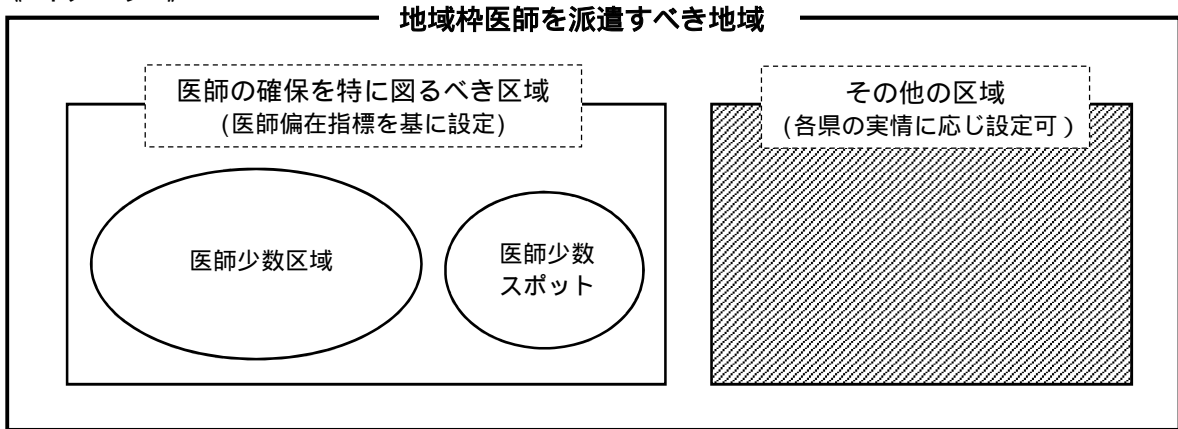 地域枠医師を派遣すべき地域
医師の確保を特に図るべき区域
(医師偏在指標を基に設定)
その他の区域
(各県の実情に応じ設定可)
医師少数区域
医師少数
スポット